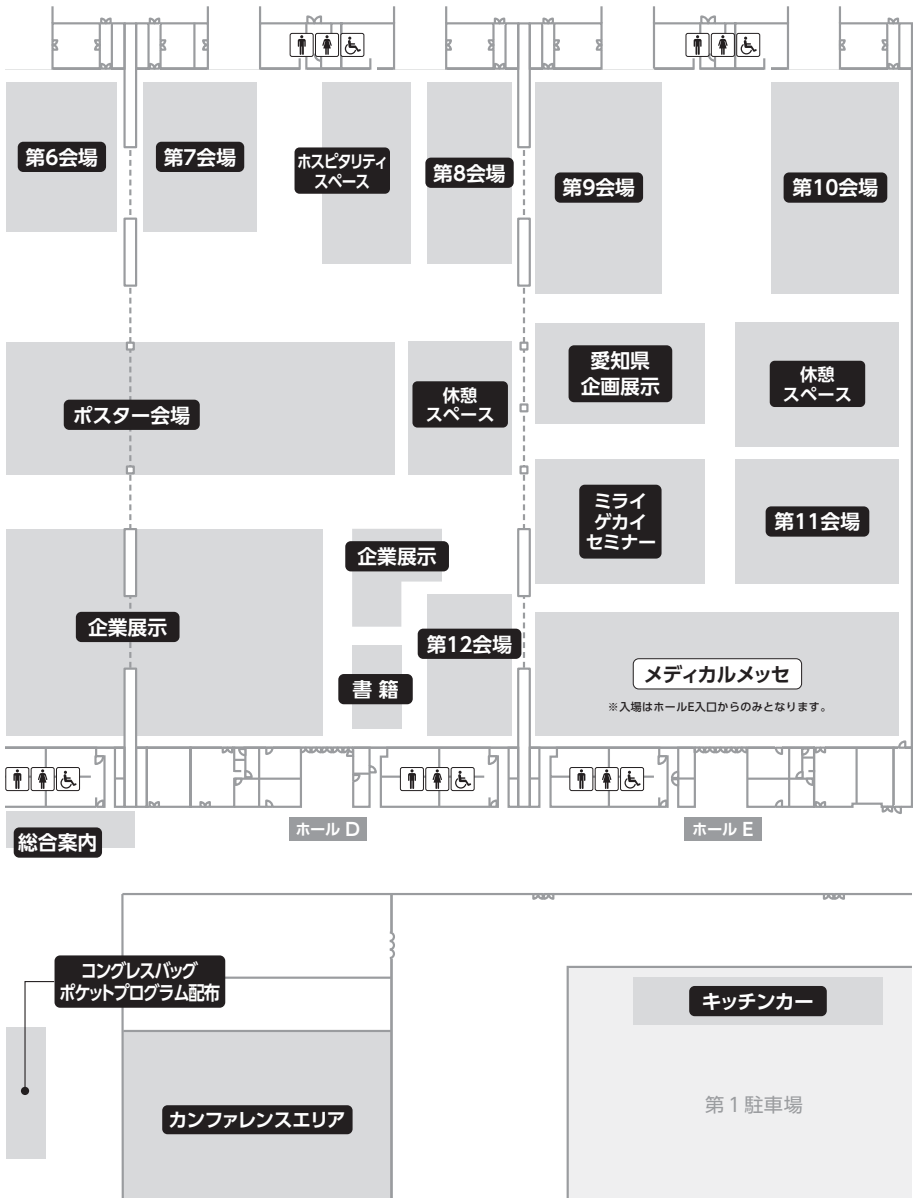 第6会場
第7会場
ホスピタリティ
スペース
第8会場
第9会場
第10会場
ポスター会場
休憩
スペース
愛知県
企画展示
休憩
スペース
ミライ
ゲカイ
セミナー
第11会場
企業展示
企業展示
第12会場
書 籍
メディカルメッセ
※入場はホールE入口からのみとなります。
総合案内
ホール D
ホール E
コングレスバッグ
ポケットプログラム配布
キッチンカー
カンファレンスエリア
第1駐車場